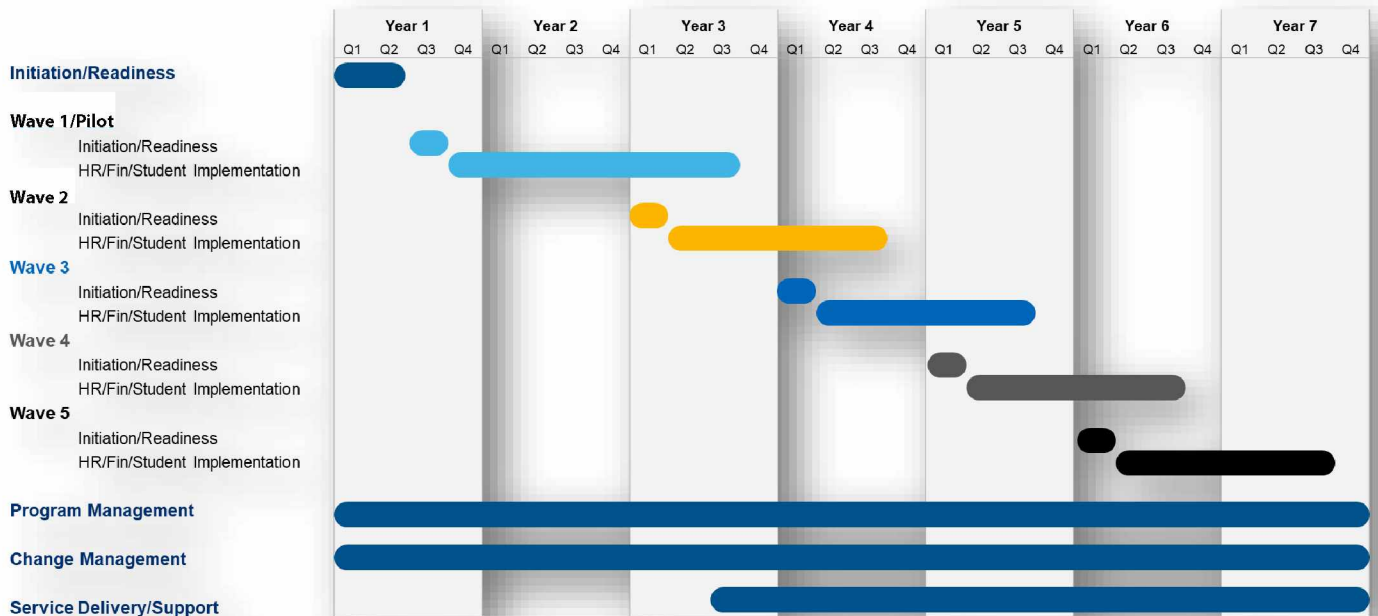 Year 1 Year 2 Year 3 Year 4 Year 5 Year 6 Year 7
Q1 Q2 Q3 Q4 Q1 Q2 Q3 Q4 Q1 Q2 Q3 Q4 Q1 Q2 Q3 Q4 Q1 Q2 Q3 Q4 Q1 Q2 Q3 Q4 Q1 Q2 Q3 Q4
Initiation/Readiness
Wave 1/Pilot
Initiation/Readiness
HR/Fin/Student Implementation
Wave 2
Initiation/Readiness
HR/Fin/Student Implementation
Wave 3
Initiation/Readiness
HR/Fin/Student Implementation
Wave 4
Initiation/Readiness
HR/Fin/Student Implementation
Wave 5
Initiation/Readiness
HR/Fin/Student Implementation
Program Management
Change Management
Service Delivery/Support